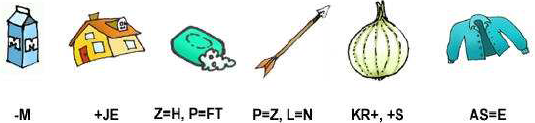 M M
-M +JE Z=H, P=FT P=Z, L=N KR+, +S AS=E